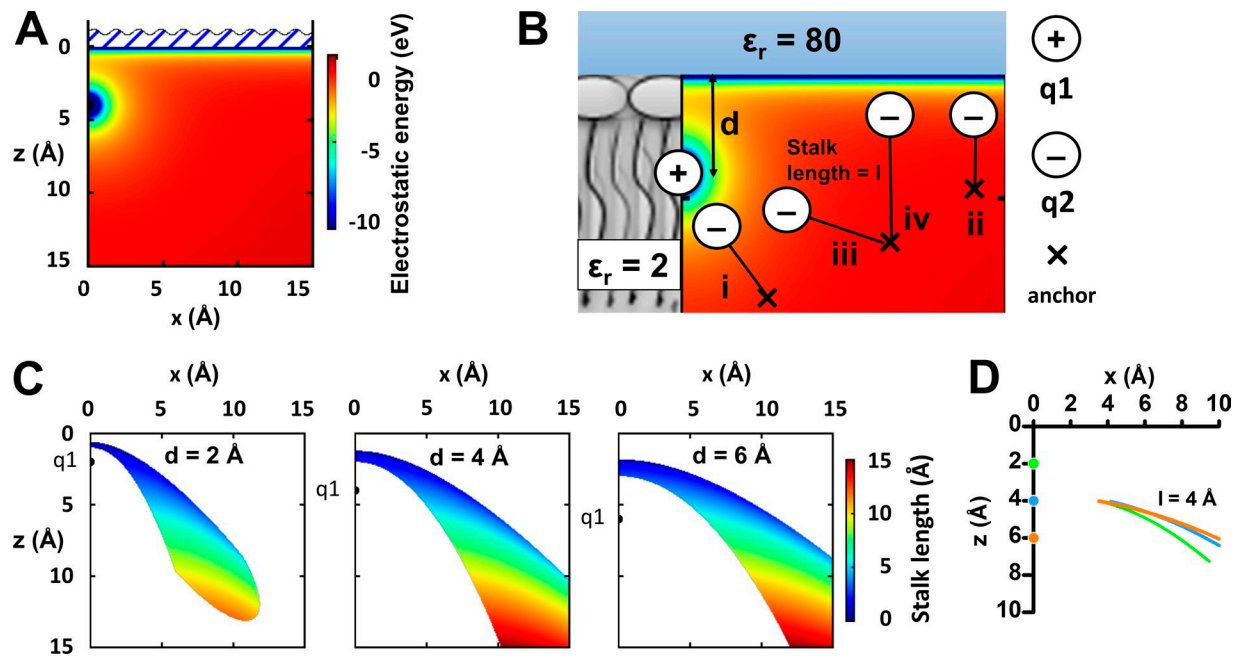 A
0
5
10
15
z (Å)
0
5
10
15
x (Å)
0
-5
-10
Electrostatic energy (eV)
B
εr = 80
d
+
Stalk
length = l
−
−
−
−
iv
ii
iii
i
εr = 2
+
q1
−
q2
×
anchor
C
x (Å)
x (Å)
x (Å)
0
5
10
15
0
5
10
15
0
5
10
15
0
5
10
15
z (Å)
q1
d = 2 Å
q1
d = 4 Å
q1
d = 6 Å
15
10
5
0
Stalk length (Å)
D
x (Å)
0 2 4 6 8 10
0
2
4
6
8
10
z (Å)
l = 4 Å